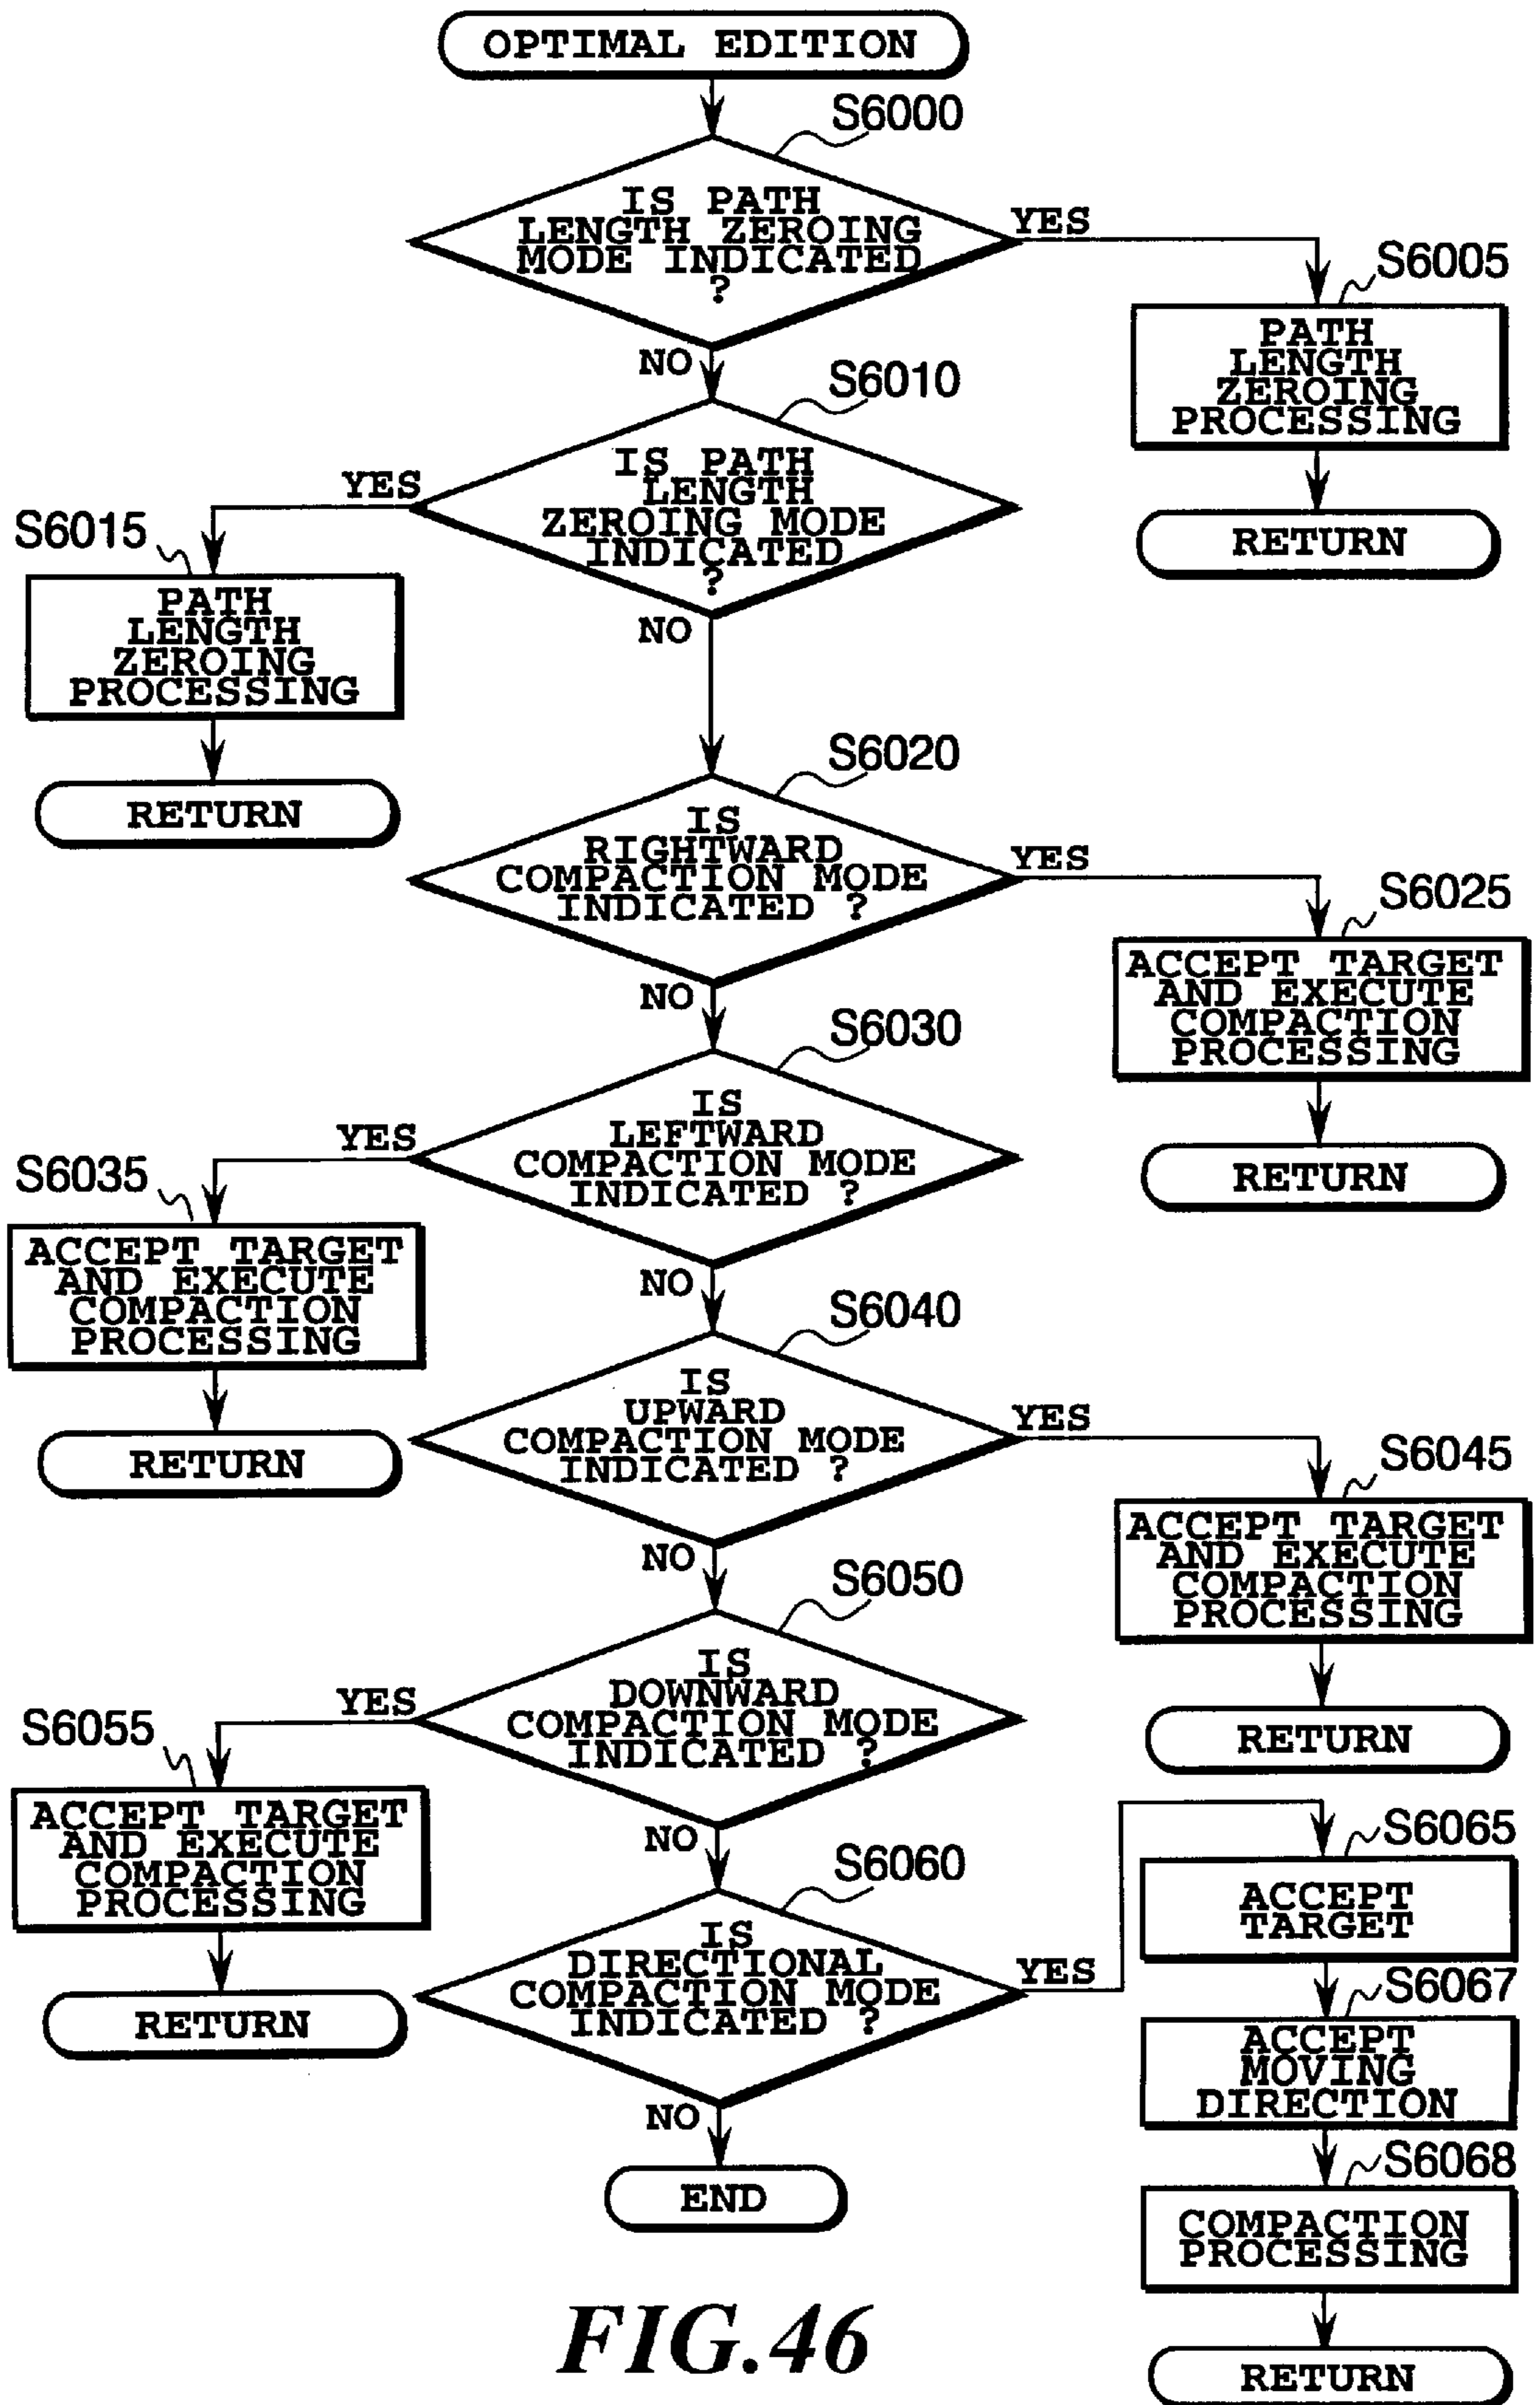 OPTIMAL EDITION
S6000
IS PATH
LENGTH ZEROING
MODE INDICATED
?
YES
NO
S6005
PATH
LENGTH
ZEROING
PROCESSING
RETURN
S6010
IS PATH
LENGTH
ZEROING MODE
INDICATED
?
YES
NO
S6015
PATH
LENGTH
ZEROING
PROCESSING
RETURN
S6020
IS
RIGHTWARD
COMPACTION MODE
INDICATED ?
YES
NO
S6025
ACCEPT TARGET
AND EXECUTE
COMPACTION
PROCESSING
RETURN
S6030
IS
LEFTWARD
COMPACTION MODE
INDICATED ?
YES
NO
S6035
ACCEPT TARGET
AND EXECUTE
COMPACTION
PROCESSING
RETURN
S6040
IS
UPWARD
COMPACTION MODE
INDICATED ?
YES
NO
S6045
ACCEPT TARGET
AND EXECUTE
COMPACTION
PROCESSING
RETURN
S6050
IS
DOWNWARD
COMPACTION MODE
INDICATED ?
YES
NO
S6055
ACCEPT TARGET
AND EXECUTE
COMPACTION
PROCESSING
RETURN
S6060
IS
DIRECTIONAL
COMPACTION MODE
INDICATED ?
YES
NO
S6065
ACCEPT
TARGET
S6067
ACCEPT
MOVING
DIRECTION
S6068
COMPACTION
PROCESSING
RETURN
END
FIG.46